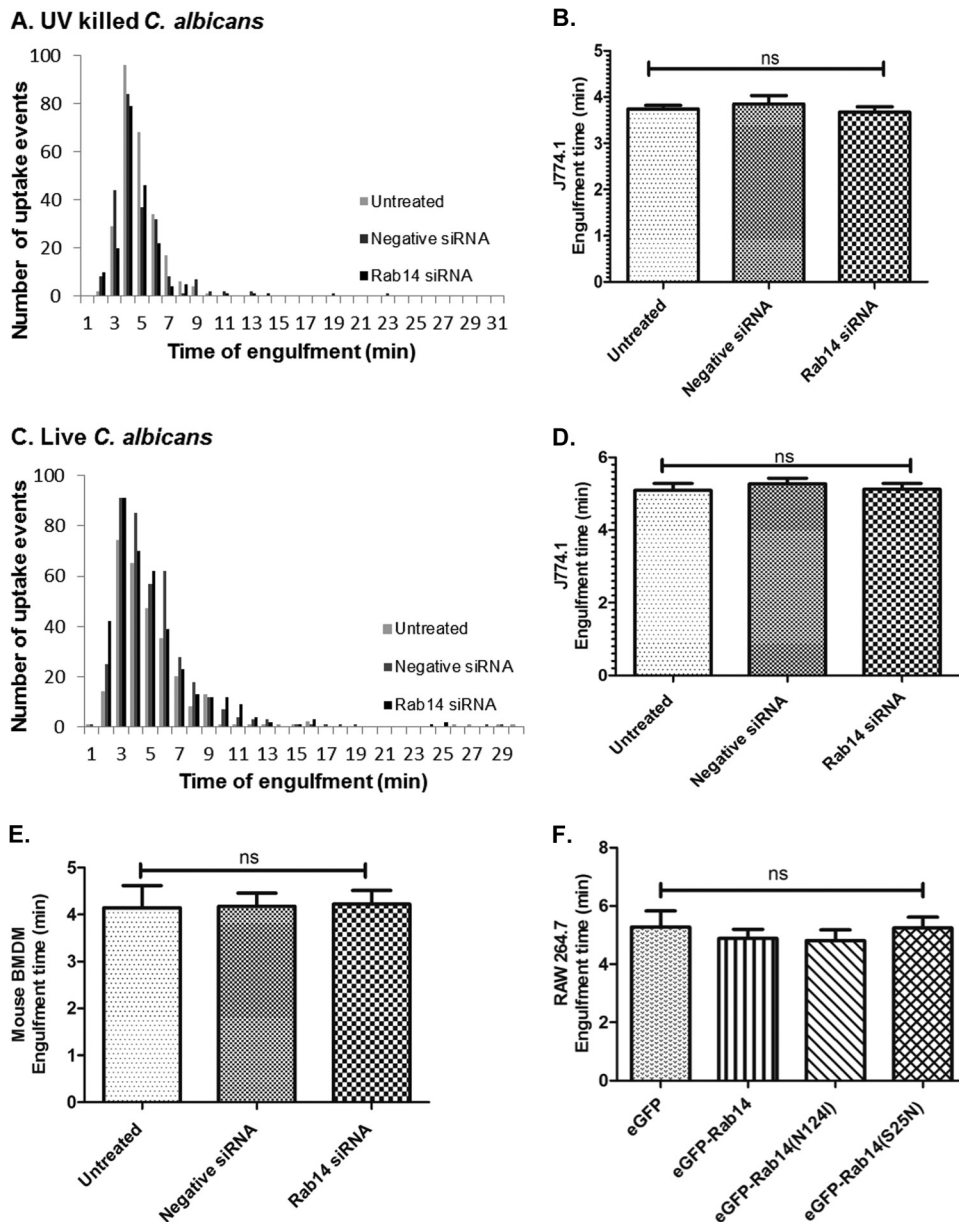 A. UV killed C. albicans
Number of uptake events
100
80
60
40
20
0
1 3 5 7 9 11 13 15 17 19 21 23 25 27 29 31
Time of engulfment (min)
Untreated
Negative siRNA
Rab14 siRNA
B.
J774.1
Engulfment time (min)
5
4
3
2
1
0
ns
Untreated
Negative siRNA
Rab14 siRNA
C. Live C. albicans
Number of uptake events
100
80
60
40
20
0
1 3 5 7 9 11 13 15 17 19 21 23 25 27 29
Time of engulfment (min)
Untreated
Negative siRNA
Rab14 siRNA
D.
J774.1
Engulfment time (min)
6
4
2
0
ns
Untreated
Negative siRNA
Rab14 siRNA
E.
Mouse BMDM
Engulfment time (min)
5
4
3
2
1
0
ns
Untreated
Negative siRNA
Rab14 siRNA
F.
RAW 264.7
Engulfment time (min)
8
6
4
2
0
ns
eGFP
eGFP-Rab14
eGFP-Rab14(N124I)
eGFP-Rab14(S25N)